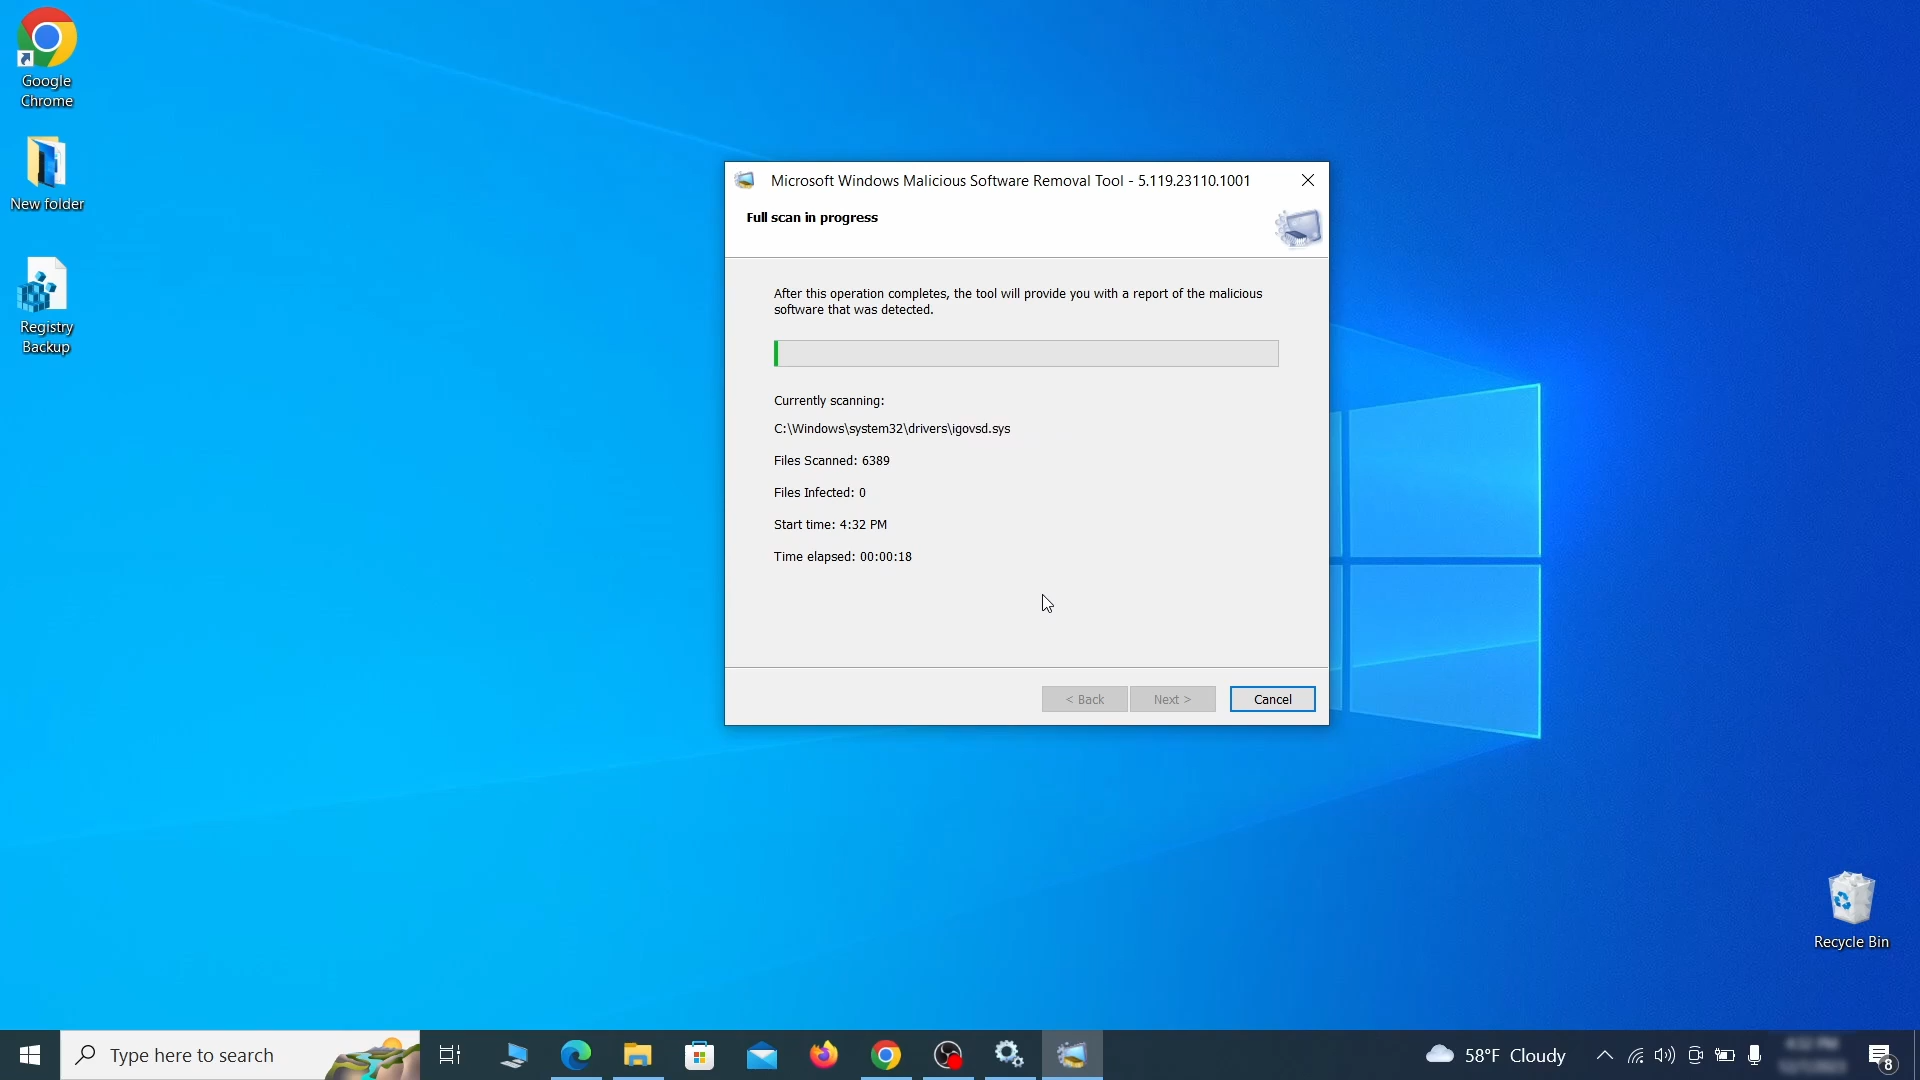 Google
Chrome
New folder
Registry
Backup
Microsoft Windows Malicious Software Removal Tool - 5.119.23110.1001
Full scan in progress
After this operation completes, the tool will provide you with a report of the malicious
software that was detected.
Currently scanning:
C:\Windows\system32\drivers\igovsd.sys
Files Scanned: 6389
Files Infected: 0
Start time: 4:32 PM
Time elapsed: 00:00:18
< Back
Next >
Cancel
Recycle Bin
Type here to search
58°F Cloudy
8